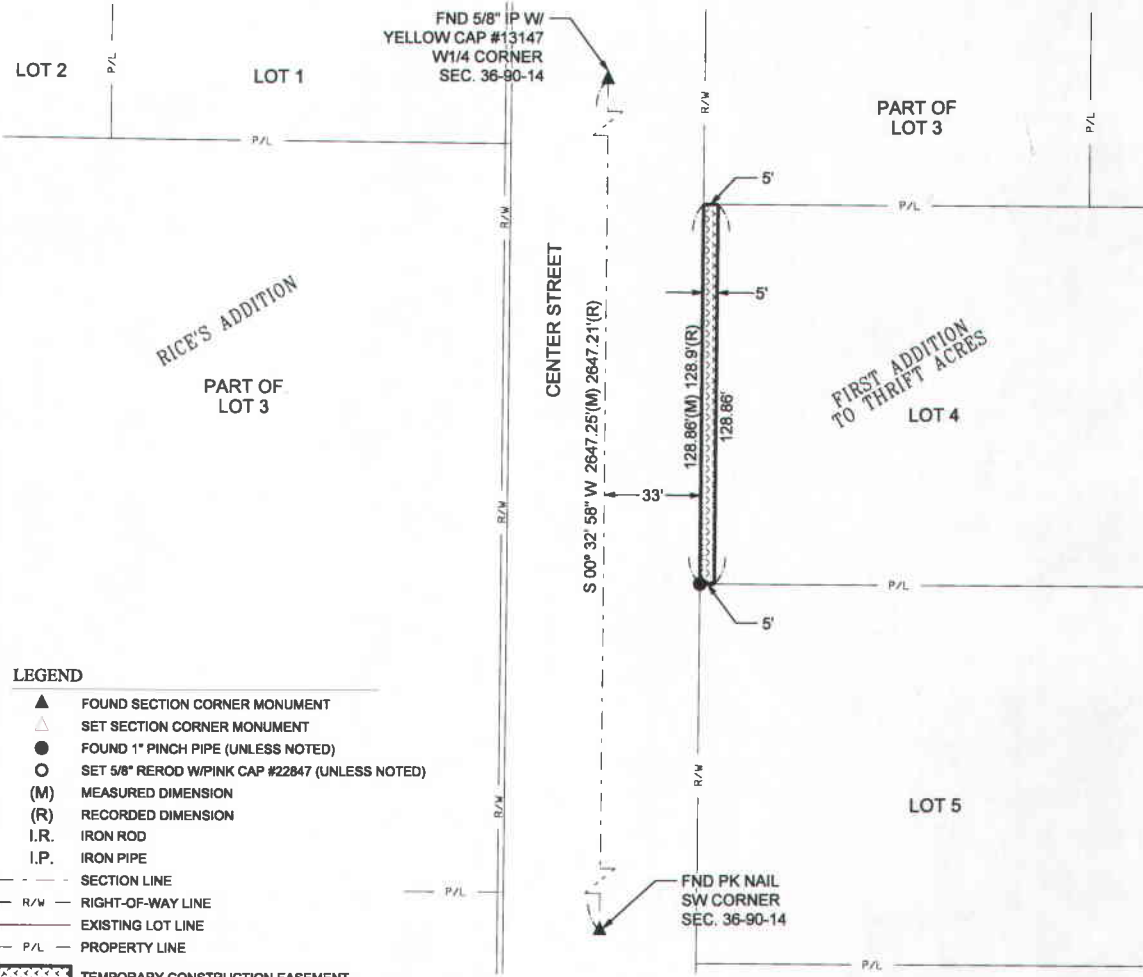 FND 5/8" IP W/
YELLOW CAP #13147
W1/4 CORNER
SEC. 36-90-14
LOT 2
P/L
LOT 1
P/L
R/W
PART OF
LOT 3
P/L
5'
P/L
R/W
RICE'S ADDITION
PART OF
LOT 3
CENTER STREET
S 00° 32' 58" W 2647.25'(M) 2647.21'(R)
5'
128.86'(M) 128.9'(R)
128.86'
FIRST ADDITION
TO THRIFT ACRES
LOT 4
33'
R/W
P/L
5'
LEGEND
FOUND SECTION CORNER MONUMENT
SET SECTION CORNER MONUMENT
FOUND 1" PINCH PIPE (UNLESS NOTED)
SET 5/8" REROD W/PINK CAP #22847 (UNLESS NOTED)
(M) MEASURED DIMENSION
(R) RECORDED DIMENSION
I.R. IRON ROD
I.P. IRON PIPE
SECTION LINE
R/W RIGHT-OF-WAY LINE
EXISTING LOT LINE
P/L PROPERTY LINE
TEMPORARY CONSTRUCTION EASEMENT
R/W
R/W
LOT 5
P/L
FND PK NAIL
SW CORNER
SEC. 36-90-14
P/L